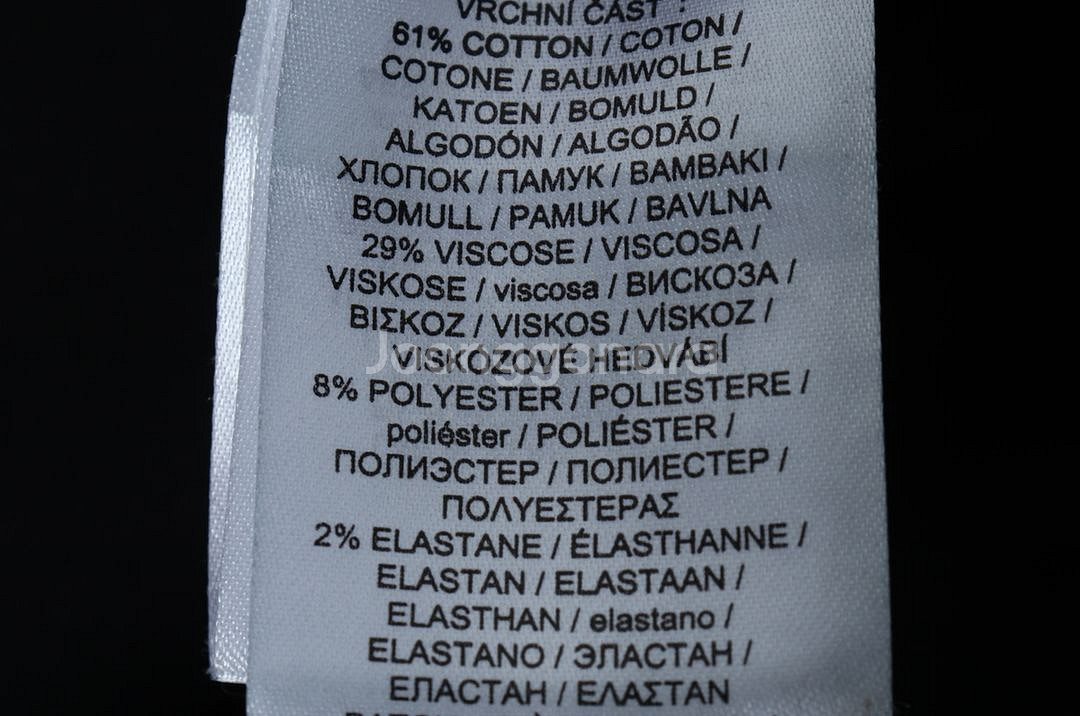 VRCHNÍ ČÁST :
61% COTTON / COTON /
COTONE / BAUMWOLLE /
KATOEN / BOMULD /
ALGODÓN / ALGODÃO /
ХЛОПОК / ПАМУК / BAMBAKI /
BOMULL / PAMUK / BAVLNA
29% VISCOSE / VISCOSA /
VISKOSE / viscosa / ВИСКОЗА /
ΒΙΣΚΟΖ / VISKOS / VİSKOZ /
VISKÓZOVÉ HEDVÁBÍ
8% POLYESTER / POLIESTERE /
poliéster / POLIÉSTER /
ПОЛИЭСТЕР / ПОЛИЕСТЕР /
ΠΟΛΥΕΣΤΕΡΑΣ
2% ELASTANE / ÉLASTHANNE /
ELASTAN / ELASTAAN /
ELASTHAN / elastano /
ELASTANO / ЭЛАСТАН /
ЕЛАСТАН / ΕΛΑΣΤΑΝ